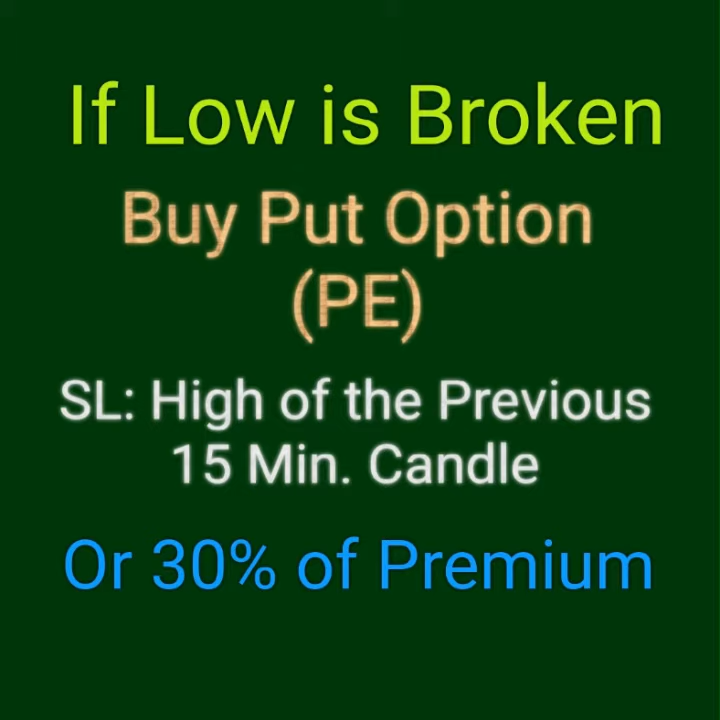 If Low is Broken
Buy Put Option
(PE)
SL: High of the Previous
15 Min. Candle
Or 30% of Premium